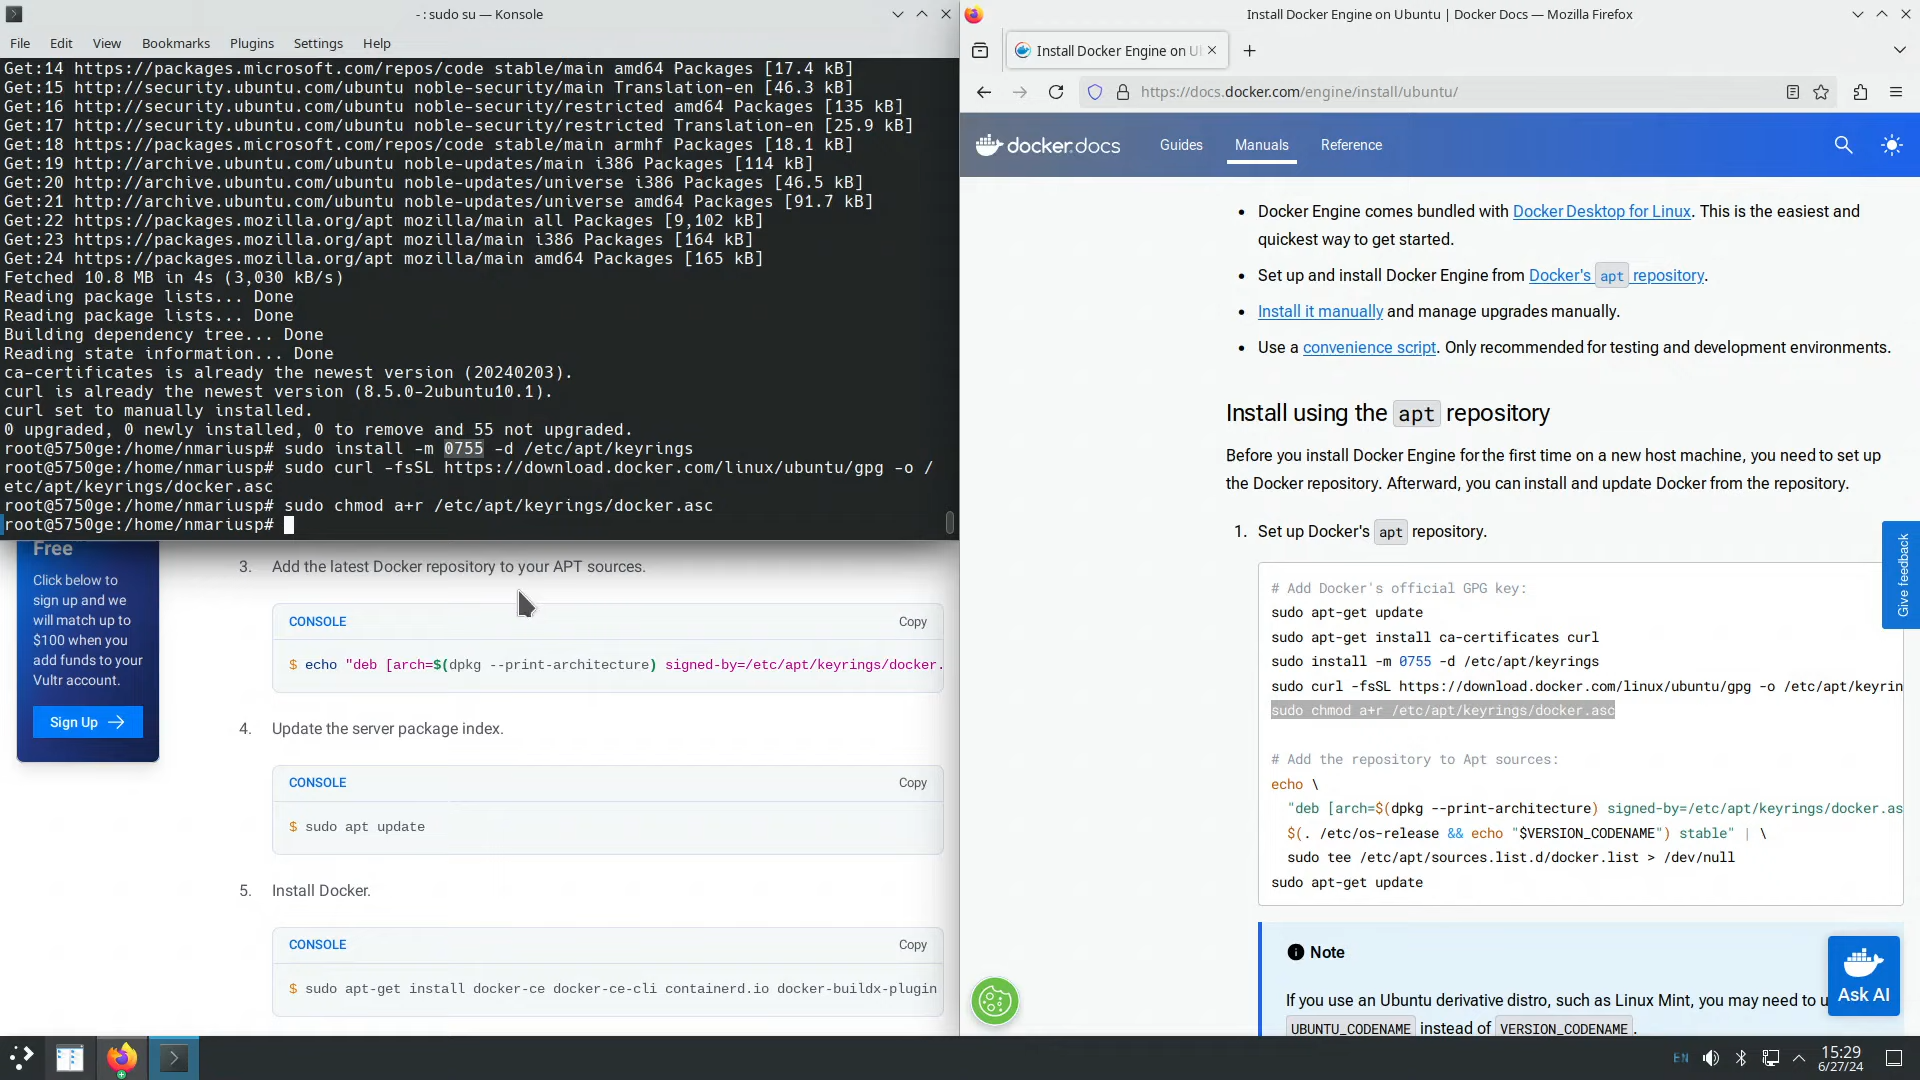 - : sudo su — Konsole
File Edit View Bookmarks Plugins Settings Help
Get:14 https://packages.microsoft.com/repos/code stable/main amd64 Packages [17.4 kB]
Get:15 http://security.ubuntu.com/ubuntu noble-security/main Translation-en [46.3 kB]
Get:16 http://security.ubuntu.com/ubuntu noble-security/restricted amd64 Packages [135 kB]
Get:17 http://security.ubuntu.com/ubuntu noble-security/restricted Translation-en [25.9 kB]
Get:18 https://packages.microsoft.com/repos/code stable/main armhf Packages [18.1 kB]
Get:19 http://archive.ubuntu.com/ubuntu noble-updates/main i386 Packages [114 kB]
Get:20 http://archive.ubuntu.com/ubuntu noble-updates/universe i386 Packages [46.5 kB]
Get:21 http://archive.ubuntu.com/ubuntu noble-updates/universe amd64 Packages [91.7 kB]
Get:22 https://packages.mozilla.org/apt mozilla/main all Packages [9,102 kB]
Get:23 https://packages.mozilla.org/apt mozilla/main i386 Packages [164 kB]
Get:24 https://packages.mozilla.org/apt mozilla/main amd64 Packages [165 kB]
Fetched 10.8 MB in 4s (3,030 kB/s)
Reading package lists... Done
Reading package lists... Done
Building dependency tree... Done
Reading state information... Done
ca-certificates is already the newest version (20240203).
curl is already the newest version (8.5.0-2ubuntu10.1).
curl set to manually installed.
0 upgraded, 0 newly installed, 0 to remove and 55 not upgraded.
root@5750ge:/home/nmariusp# sudo install -m 0755 -d /etc/apt/keyrings
root@5750ge:/home/nmariusp# sudo curl -fsSL https://download.docker.com/linux/ubuntu/gpg -o /
etc/apt/keyrings/docker.asc
root@5750ge:/home/nmariusp# sudo chmod a+r /etc/apt/keyrings/docker.asc
root@5750ge:/home/nmariusp#
Free
Click below to
sign up and we
will match up to
$100 when you
add funds to your
Vultr account.
Sign Up
3. Add the latest Docker repository to your APT sources.
CONSOLE Copy
$ echo "deb [arch=$(dpkg --print-architecture) signed-by=/etc/apt/keyrings/docker.
4. Update the server package index.
CONSOLE Copy
$ sudo apt update
5. Install Docker.
CONSOLE Copy
$ sudo apt-get install docker-ce docker-ce-cli containerd.io docker-buildx-plugin
Install Docker Engine on Ubuntu | Docker Docs — Mozilla Firefox
Install Docker Engine on U
https://docs.docker.com/engine/install/ubuntu/
docker.docs Guides Manuals Reference
• Docker Engine comes bundled with Docker Desktop for Linux. This is the easiest and
quickest way to get started.
• Set up and install Docker Engine from Docker's apt repository.
• Install it manually and manage upgrades manually.
• Use a convenience script. Only recommended for testing and development environments.
Install using the apt repository
Before you install Docker Engine for the first time on a new host machine, you need to set up
the Docker repository. Afterward, you can install and update Docker from the repository.
1. Set up Docker's apt repository.
# Add Docker's official GPG key:
sudo apt-get update
sudo apt-get install ca-certificates curl
sudo install -m 0755 -d /etc/apt/keyrings
sudo curl -fsSL https://download.docker.com/linux/ubuntu/gpg -o /etc/apt/keyrin
sudo chmod a+r /etc/apt/keyrings/docker.asc
# Add the repository to Apt sources:
echo \
"deb [arch=$(dpkg --print-architecture) signed-by=/etc/apt/keyrings/docker.as
$(. /etc/os-release && echo "$VERSION_CODENAME") stable" | \
sudo tee /etc/apt/sources.list.d/docker.list > /dev/null
sudo apt-get update
Note
If you use an Ubuntu derivative distro, such as Linux Mint, you may need to u
UBUNTU_CODENAME instead of VERSION_CODENAME.
Give feedback
Ask AI
EN
15:29
6/27/24